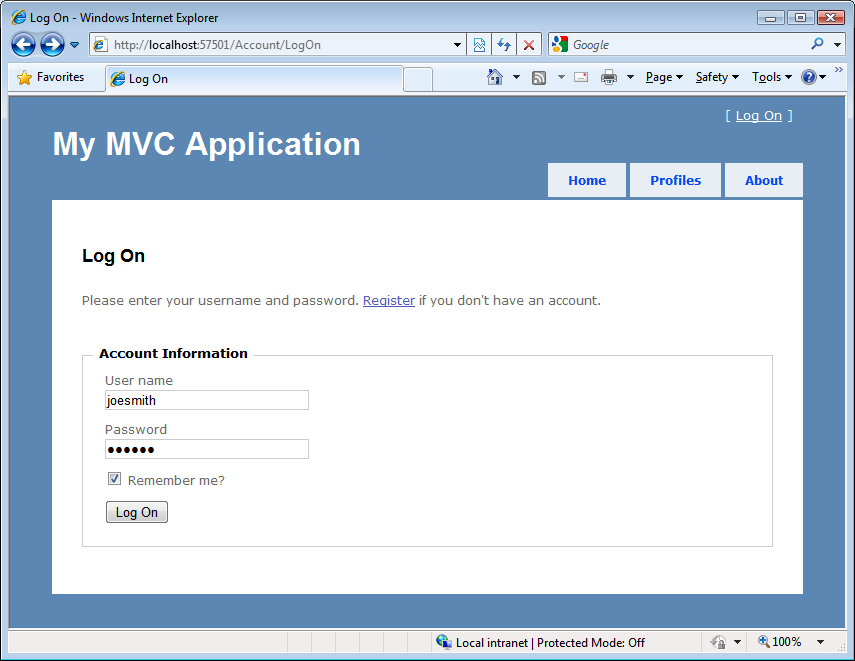 Log On - Windows Internet Explorer
http://localhost:57501/Account/LogOn
Google
Favorites
Log On
Page
Safety
Tools
[ Log On ]
My MVC Application
Home Profiles About
Log On
Please enter your username and password. Register if you don't have an account.
Account Information
User name
joesmith
Password
●●●●●●
Remember me?
Log On
Local intranet | Protected Mode: Off
100%